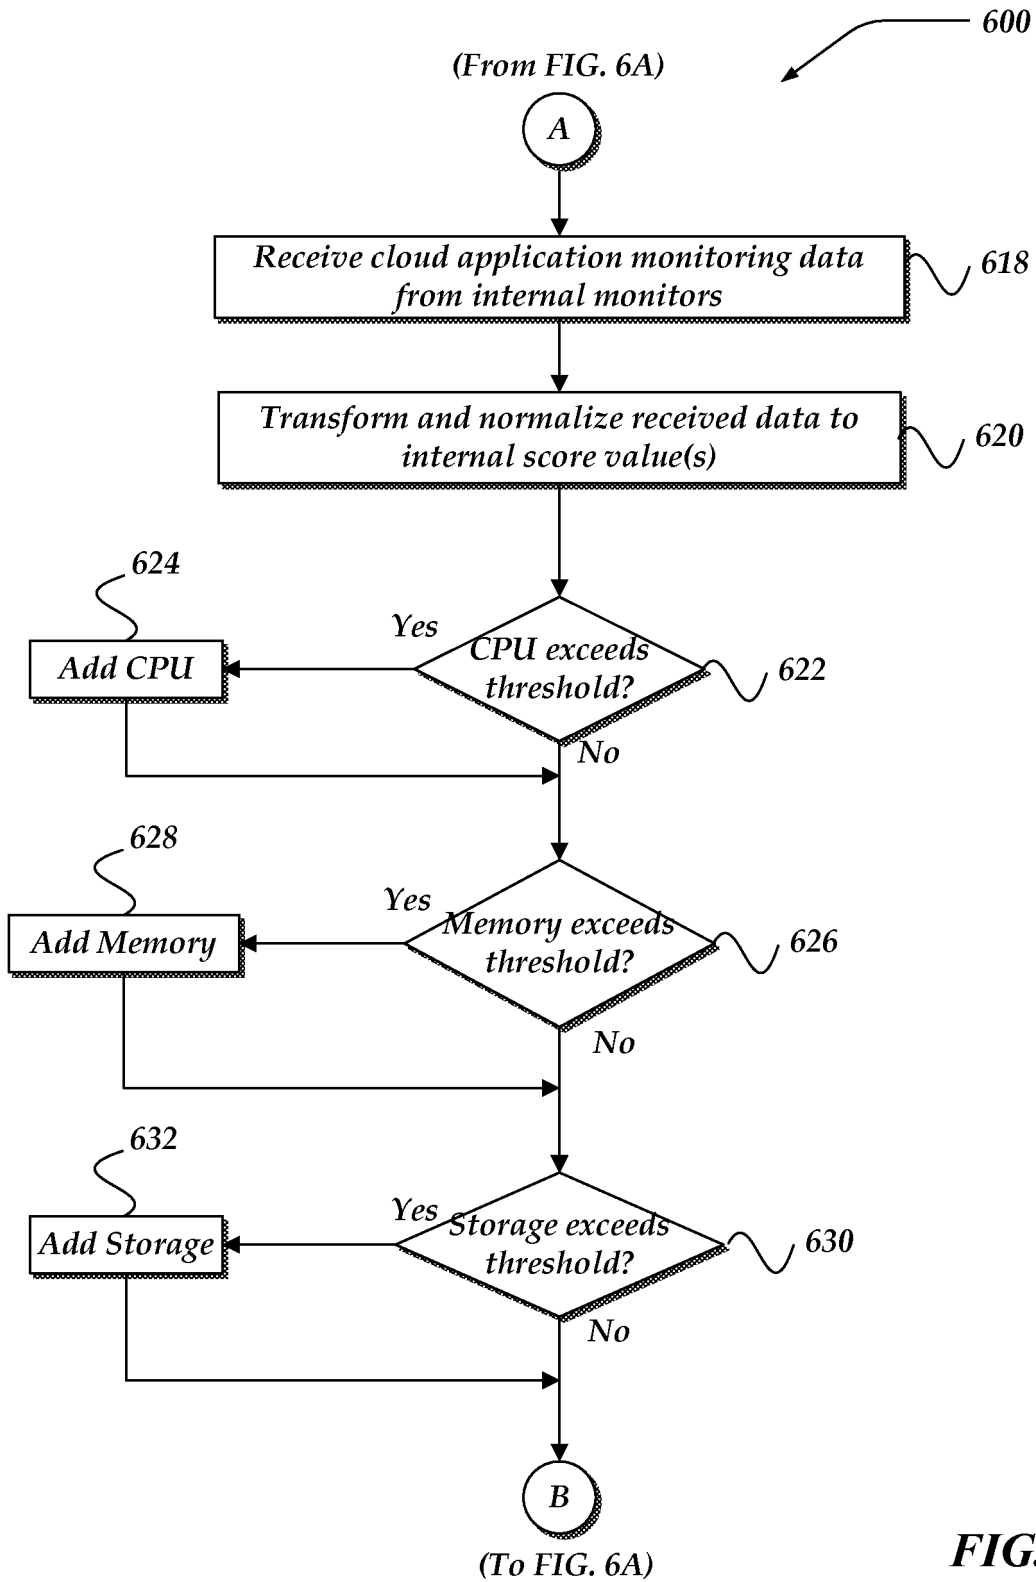 600
(From FIG. 6A)
A
Receive cloud application monitoring data
from internal monitors
618
Transform and normalize received data to
internal score value(s)
620
624
Yes
Add CPU
CPU exceeds
threshold?
622
No
628
Yes
Add Memory
Memory exceeds
threshold?
626
No
632
Yes
Add Storage
Storage exceeds
threshold?
630
No
B
(To FIG. 6A)
FIG.